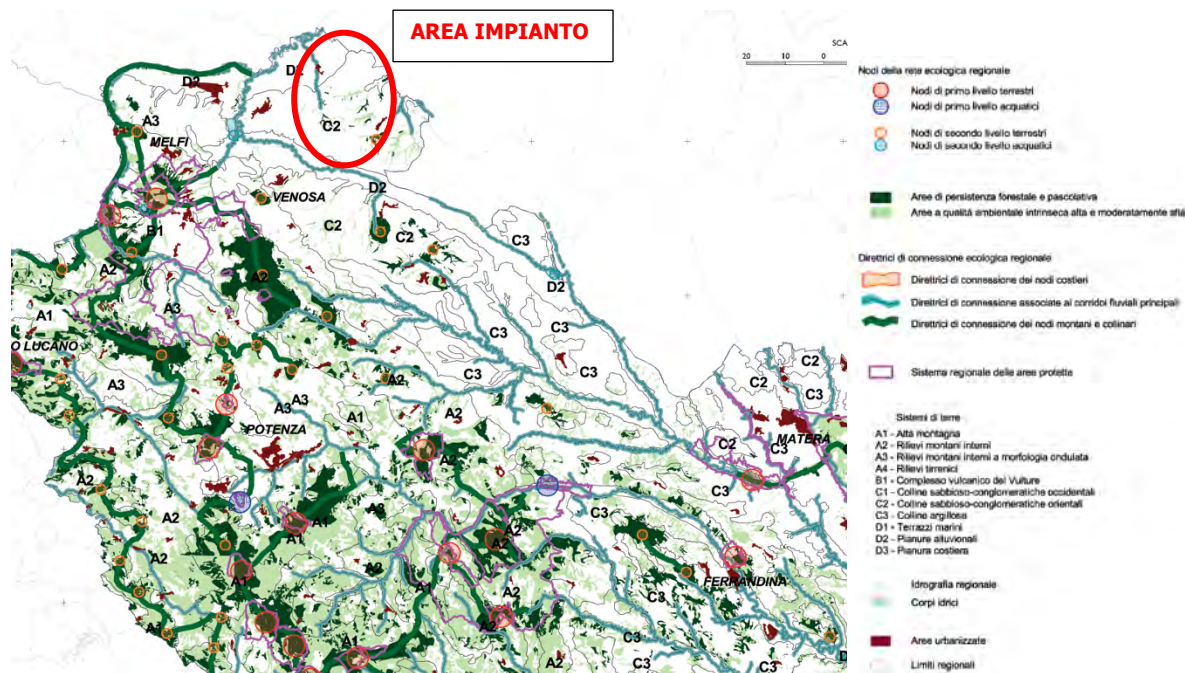 AREA IMPIANTO
SCA
20 10 0
D2
D2
C2
A3
MELFI
VENOSA
D2
C2
C2
B1
A2
A2
A3
C3
C3
D2
A1
O LUCANO
A3
C3
C3
C3
C3
A2
A3
A3
A1
A2
POTENZA
A2
C2
C2
C3
C2
MATERA
C3
C3
A2
A2
A3
A1
A2
A2
C3
A1
A2
A1
A2
A2
FERRANDINA
C3
C3
C3
D
A1
A2
C3
C3
C3
Nodi della rete ecologica regionale
Nodi di primo livello terrestri
Nodi di primo livello acquatici
Nodi di secondo livello terrestri
Nodi di secondo livello acquatici
Aree di persistenza forestale e pascolativa
Aree a qualità ambientale intrinseca alta e moderatamente alta
Direttrici di connessione ecologica regionale
Direttrici di connessione dei nodi costieri
Direttrici di connessione associate ai corridoi fluviali principali
Direttrici di connessione dei nodi montani e collinari
Sistema regionale delle aree protette
Sistemi di terre
A1 - Alta montagna
A2 - Rilievi montani interni
A3 - Rilievi montani interni a morfologia ondulata
A4 - Rilievi tirrenici
B1 - Complesso vulcanico del Vulture
C1 - Colline sabbioso-conglomeratiche occidentali
C2 - Colline sabbioso-conglomeratiche orientali
C3 - Colline argillose
D1 - Terrazzi marini
D2 - Pianure alluvionali
D3 - Pianura costiera
Idrografia regionale
Corpi idrici
Aree urbanizzate
Limiti regionali